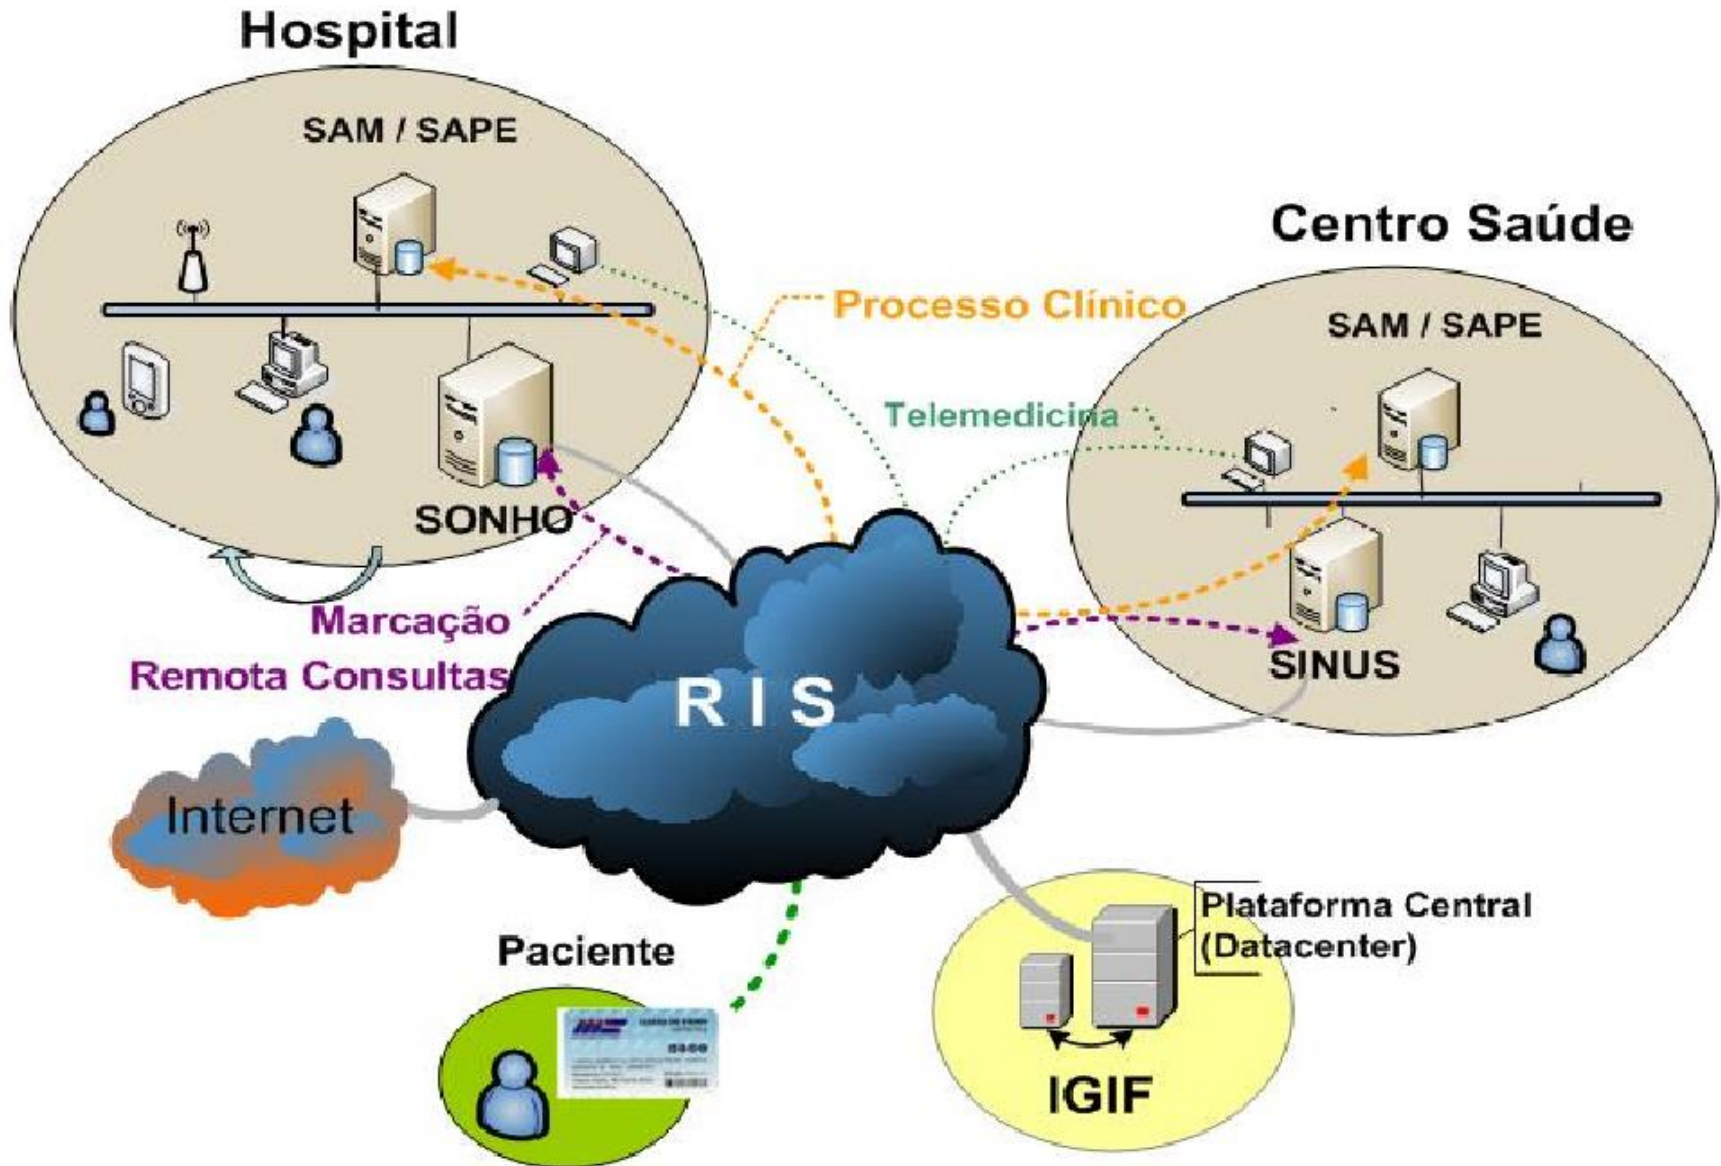 Hospital
SAM / SAPE
Centro Saúde
Processo Clínico
SAM / SAPE
Telemedicina
SONHO
Marcação
Remota Consultas
SINUS
R I S
Internet
Plataforma Central
(Datacenter)
Paciente
IGIF